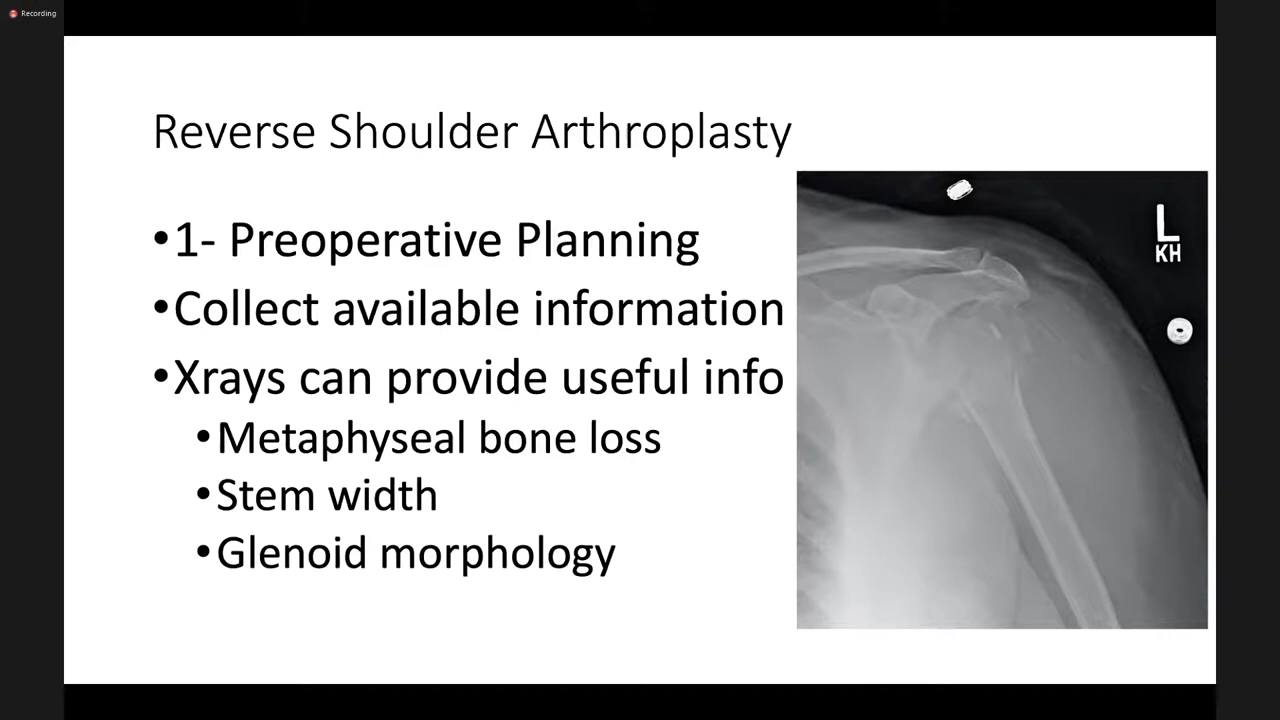 Recording
Reverse Shoulder Arthroplasty
•1- Preoperative Planning
•Collect available information
•Xrays can provide useful info
•Metaphyseal bone loss
•Stem width
•Glenoid morphology
L
KH